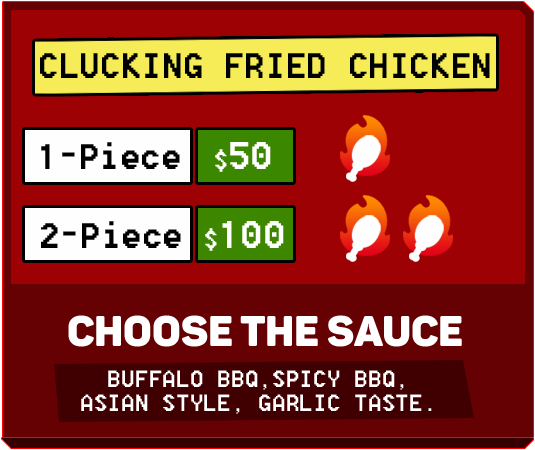 CLUCKING FRIED CHICKEN
1-Piece $50
2-Piece $100
CHOOSE THE SAUCE
BUFFALO BBQ,SPICY BBQ,
ASIAN STYLE, GARLIC TASTE.